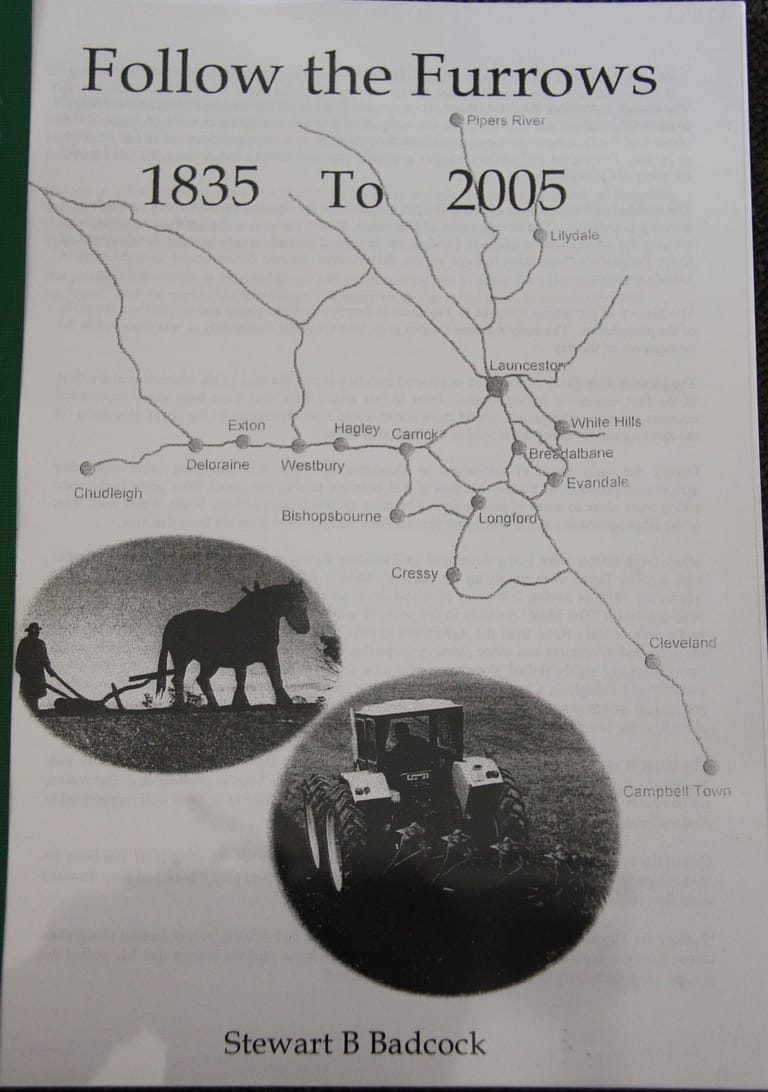 Follow the Furrows
Pipers River
1835 To 2005
Lilydale
Launceston
White Hills
Exton
Hagley
Carrick
Breadalbane
Deloraine
Westbury
Evandale
Chudleigh
Bishopsbourne
Longford
Cressy
Cleveland
Campbell Town
Stewart B Badcock